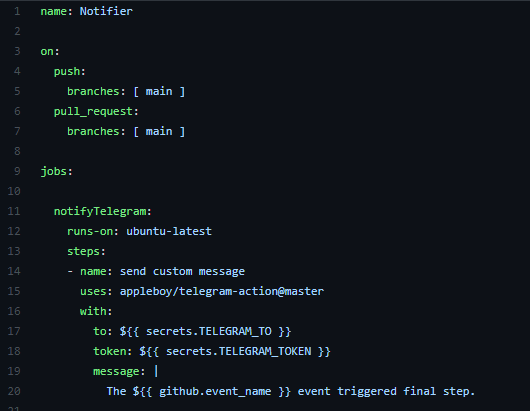 1 name: Notifier
2
3 on:
4   push:
5     branches: [ main ]
6   pull_request:
7     branches: [ main ]
8
9 jobs:
10
11   notifyTelegram:
12     runs-on: ubuntu-latest
13     steps:
14     - name: send custom message
15       uses: appleboy/telegram-action@master
16       with:
17         to: ${{ secrets.TELEGRAM_TO }}
18         token: ${{ secrets.TELEGRAM_TOKEN }}
19         message: |
20           The ${{ github.event_name }} event triggered final step.